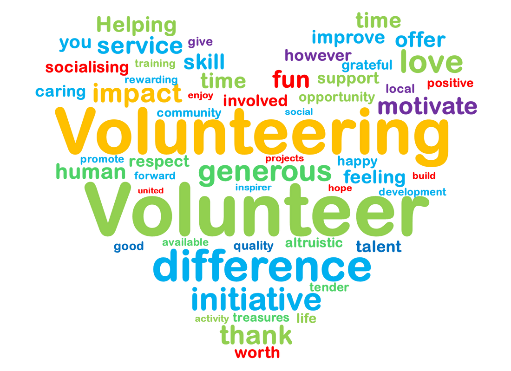 Helping time
you service give improve offer
socialising training skill however grateful love
rewarding time fun support positive
caring impact enjoy involved opportunity local motivate
community social
Volunteering
promote respect projects happy
human forward generous feeling build
united inspirer hope development
Volunteer
good available quality altruistic talent
difference
tender
initiative
activity treasures life
thank
worth